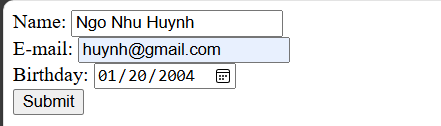 Name: Ngo Nhu Huynh
E-mail: huynh@gmail.com
Birthday: 01/20/2004
Submit